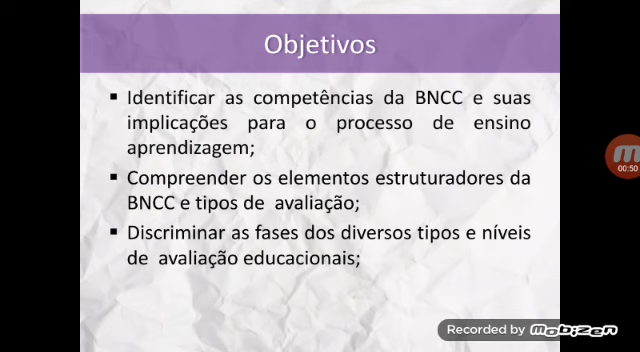 Objetivos
▪ Identificar as competências da BNCC e suas
implicações para o processo de ensino
aprendizagem;
▪ Compreender os elementos estruturadores da
BNCC e tipos de avaliação;
▪ Discriminar as fases dos diversos tipos e níveis
de avaliação educacionais;
00:50
Recorded by mobizen